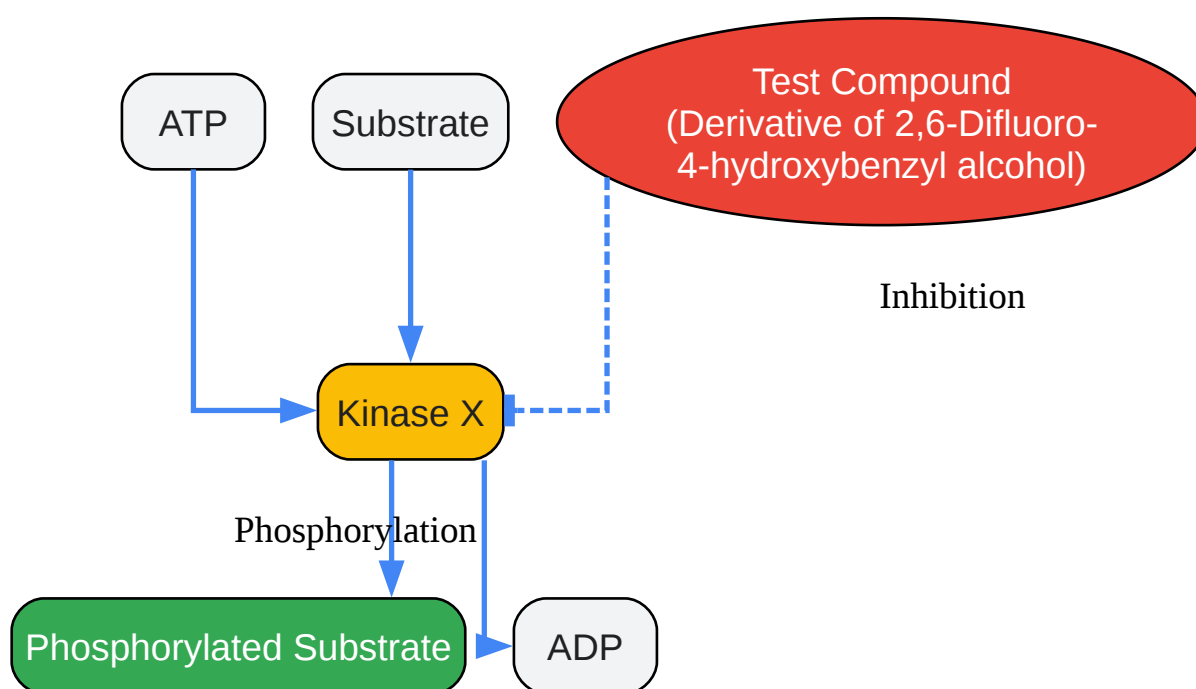 ATP
Substrate
Test Compound
(Derivative of 2,6-Difluoro-
4-hydroxybenzyl alcohol)
Inhibition
Kinase X
Phosphorylation
Phosphorylated Substrate
ADP